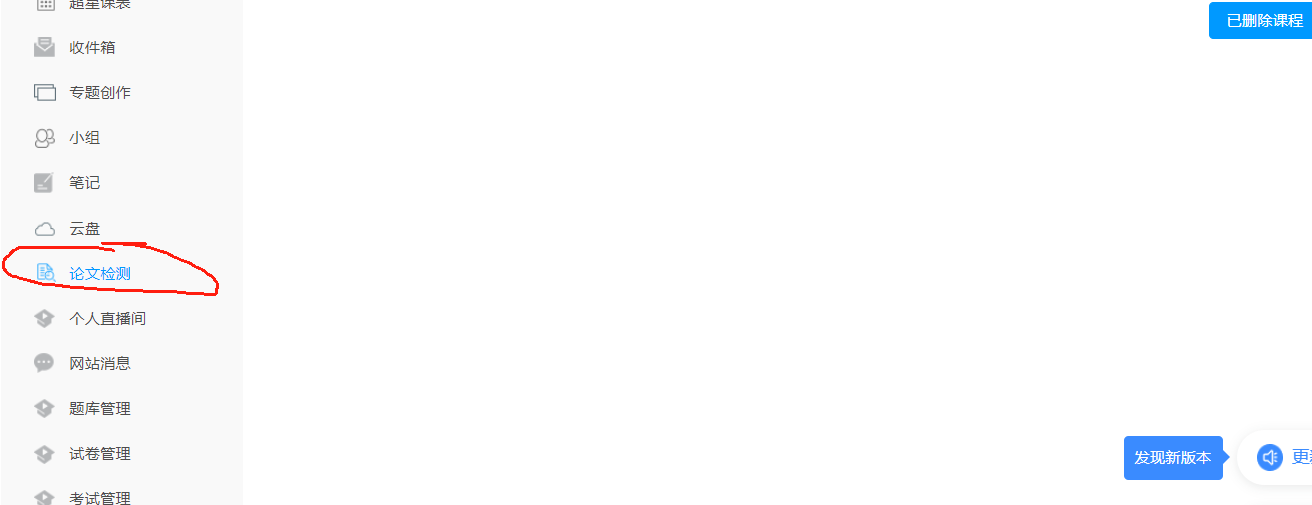 超星课表
已删除课程
收件箱
专题创作
小组
笔记
云盘
论文检测
个人直播间
网站消息
题库管理
试卷管理
发现新版本
更
考试管理